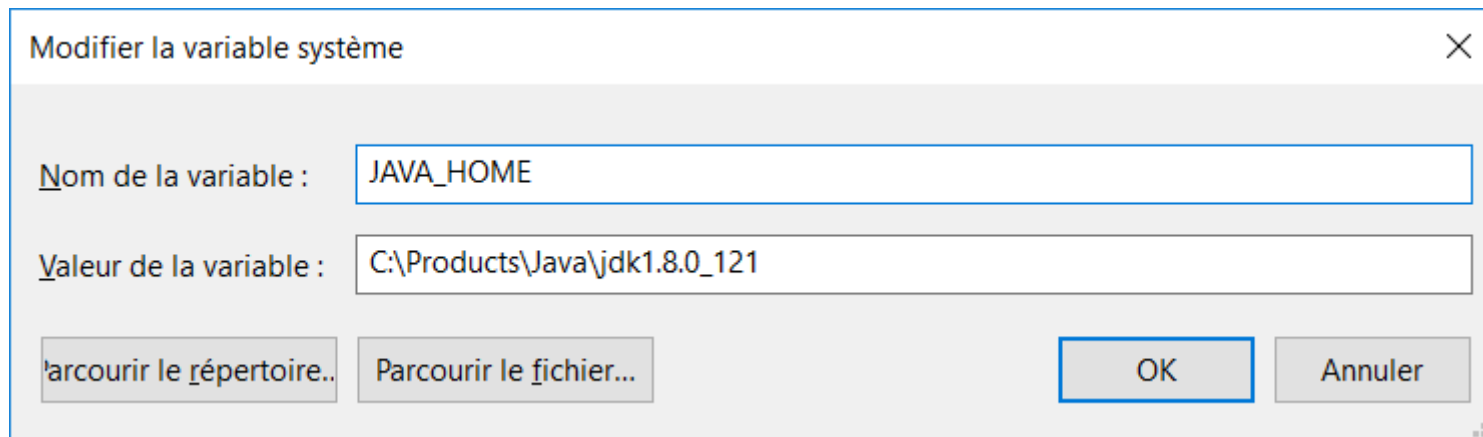 Modifier la variable système
Nom de la variable : JAVA_HOME
Valeur de la variable : C:\Products\Java\jdk1.8.0_121
arcourir le répertoire.. Parcourir le fichier... OK Annuler